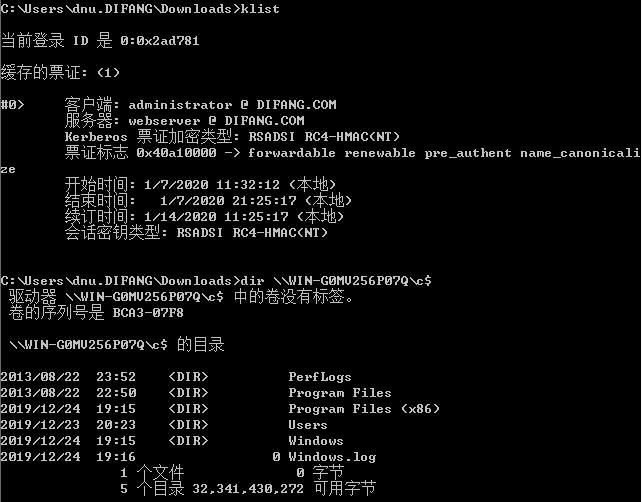 C:\Users\dnu.DIFANG\Downloads>klist
当前登录 ID 是 0:0x2ad781
缓存的票证: (1)
#0> 客户端: administrator @ DIFANG.COM
服务器: webserver @ DIFANG.COM
Kerberos 票证加密类型: RSADSI RC4-HMAC(NT)
票证标志 0x40a10000 -> forwardable renewable pre_authent name_canonicali
ze
开始时间: 1/7/2020 11:32:12 (本地)
结束时间: 1/7/2020 21:25:17 (本地)
续订时间: 1/14/2020 11:25:17 (本地)
会话密钥类型: RSADSI RC4-HMAC(NT)
C:\Users\dnu.DIFANG\Downloads>dir \\WIN-G0MV256P07Q\c$
驱动器 \\WIN-G0MV256P07Q\c$ 中的卷没有标签。
卷的序列号是 BCA3-07F8
\\WIN-G0MV256P07Q\c$ 的目录
2013/08/22 23:52 <DIR> PerfLogs
2013/08/22 22:50 <DIR> Program Files
2019/12/24 19:15 <DIR> Program Files (x86)
2019/12/23 20:23 <DIR> Users
2019/12/24 19:15 <DIR> Windows
2019/12/24 19:16 0 Windows.log
1 个文件 0 字节
5 个目录 32,341,430,272 可用字节